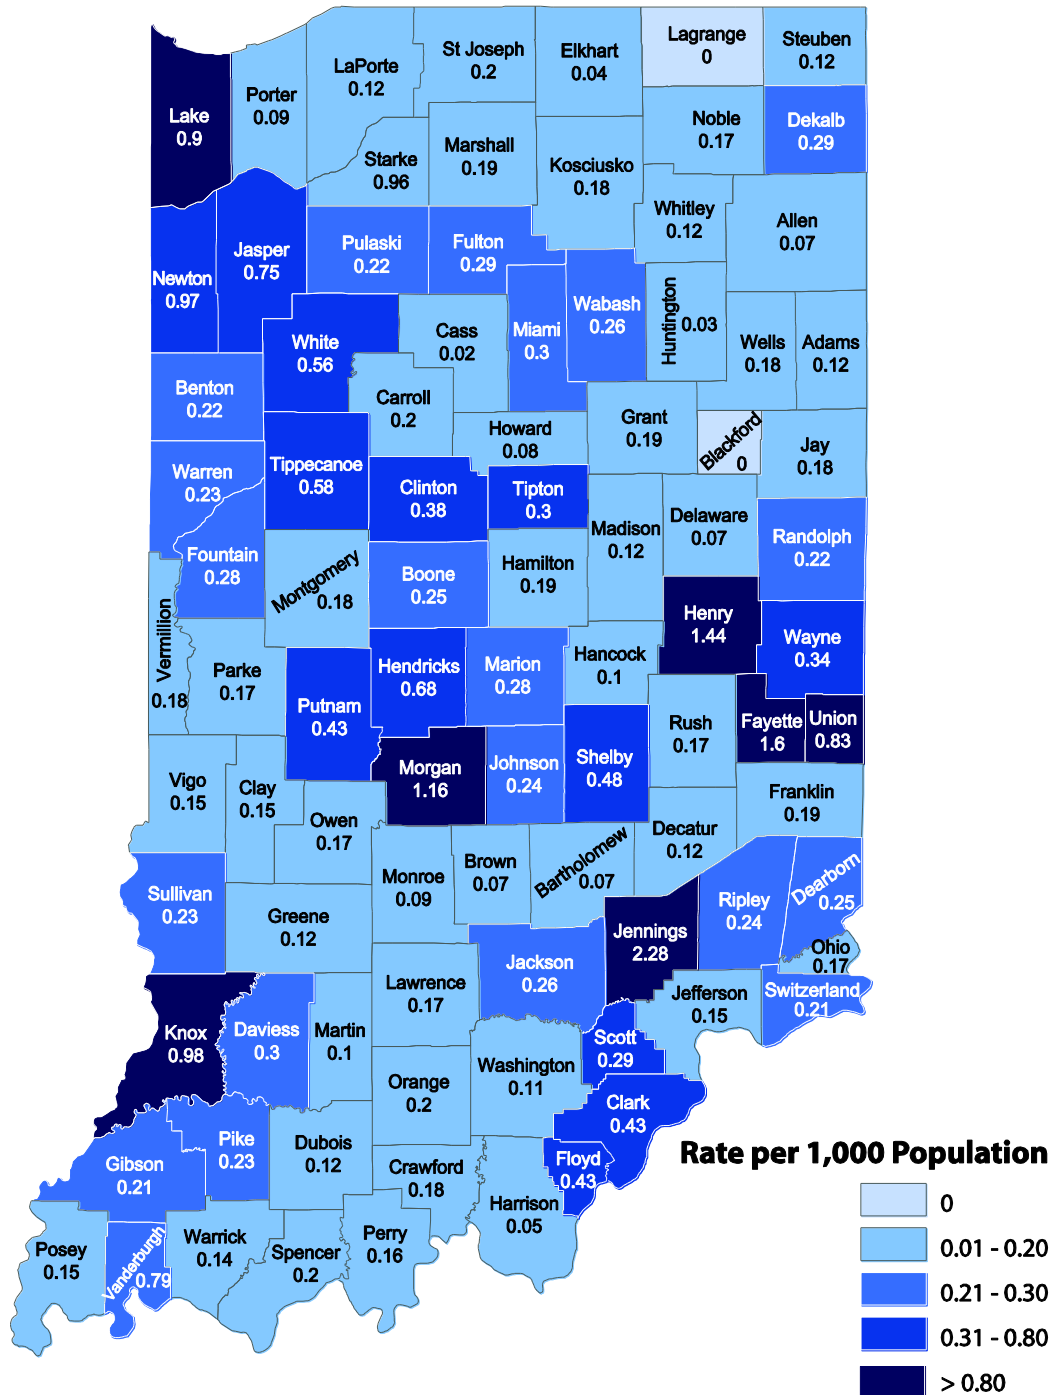 Lagrange
0
Steuben
0.12
St Joseph
0.2
Elkhart
0.04
LaPorte
0.12
Porter
0.09
Lake
0.9
Noble
0.17
Dekalb
0.29
Starke
0.96
Marshall
0.19
Kosciusko
0.18
Whitley
0.12
Allen
0.07
Newton
0.97
Jasper
0.75
Pulaski
0.22
Fulton
0.29
Miami
0.3
Wabash
0.26
Huntington
0.03
Wells
0.18
Adams
0.12
White
0.56
Cass
0.02
Benton
0.22
Carroll
0.2
Howard
0.08
Grant
0.19
Blackford
0
Jay
0.18
Warren
0.23
Tippecanoe
0.58
Clinton
0.38
Tipton
0.3
Madison
0.12
Delaware
0.07
Randolph
0.22
Fountain
0.28
Montgomery
0.18
Boone
0.25
Hamilton
0.19
Henry
1.44
Wayne
0.34
Vermillion
0.18
Parke
0.17
Putnam
0.43
Hendricks
0.68
Marion
0.28
Hancock
0.1
Rush
0.17
Fayette
1.6
Union
0.83
Vigo
0.15
Clay
0.15
Owen
0.17
Morgan
1.16
Johnson
0.24
Shelby
0.48
Franklin
0.19
Decatur
0.12
Sullivan
0.23
Greene
0.12
Monroe
0.09
Brown
0.07
Bartholomew
0.07
Jennings
2.28
Ripley
0.24
Dearborn
0.25
Ohio
0.17
Switzerland
0.21
Jackson
0.26
Lawrence
0.17
Jefferson
0.15
Knox
0.98
Daviess
0.3
Martin
0.1
Scott
0.29
Washington
0.11
Orange
0.2
Clark
0.43
Floyd
0.43
Pike
0.23
Dubois
0.12
Crawford
0.18
Harrison
0.05
Gibson
0.21
Posey
0.15
Vanderburgh
0.79
Warrick
0.14
Spencer
0.2
Perry
0.16
Rate per 1,000 Population
0
0.01 - 0.20
0.21 - 0.30
0.31 - 0.80
> 0.80